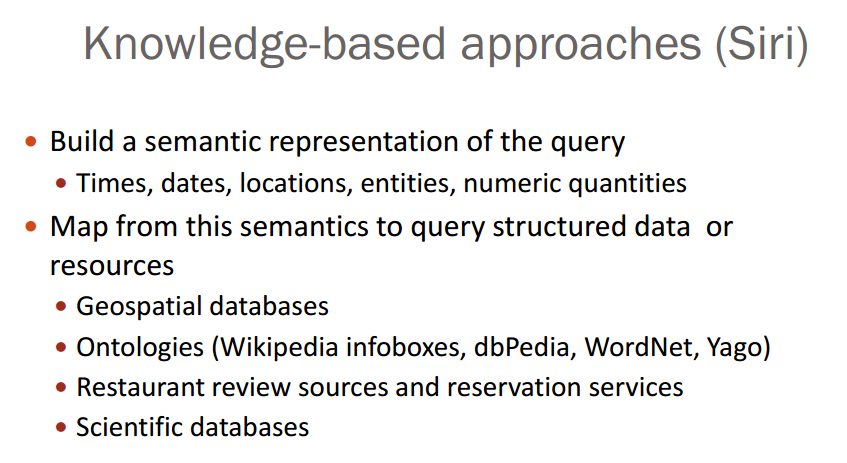 Knowledge-based approaches (Siri)
• Build a semantic representation of the query
• Times, dates, locations, entities, numeric quantities
• Map from this semantics to query structured data  or
resources
• Geospatial databases
• Ontologies (Wikipedia infoboxes, dbPedia, WordNet, Yago)
• Restaurant review sources and reservation services
• Scientific databases